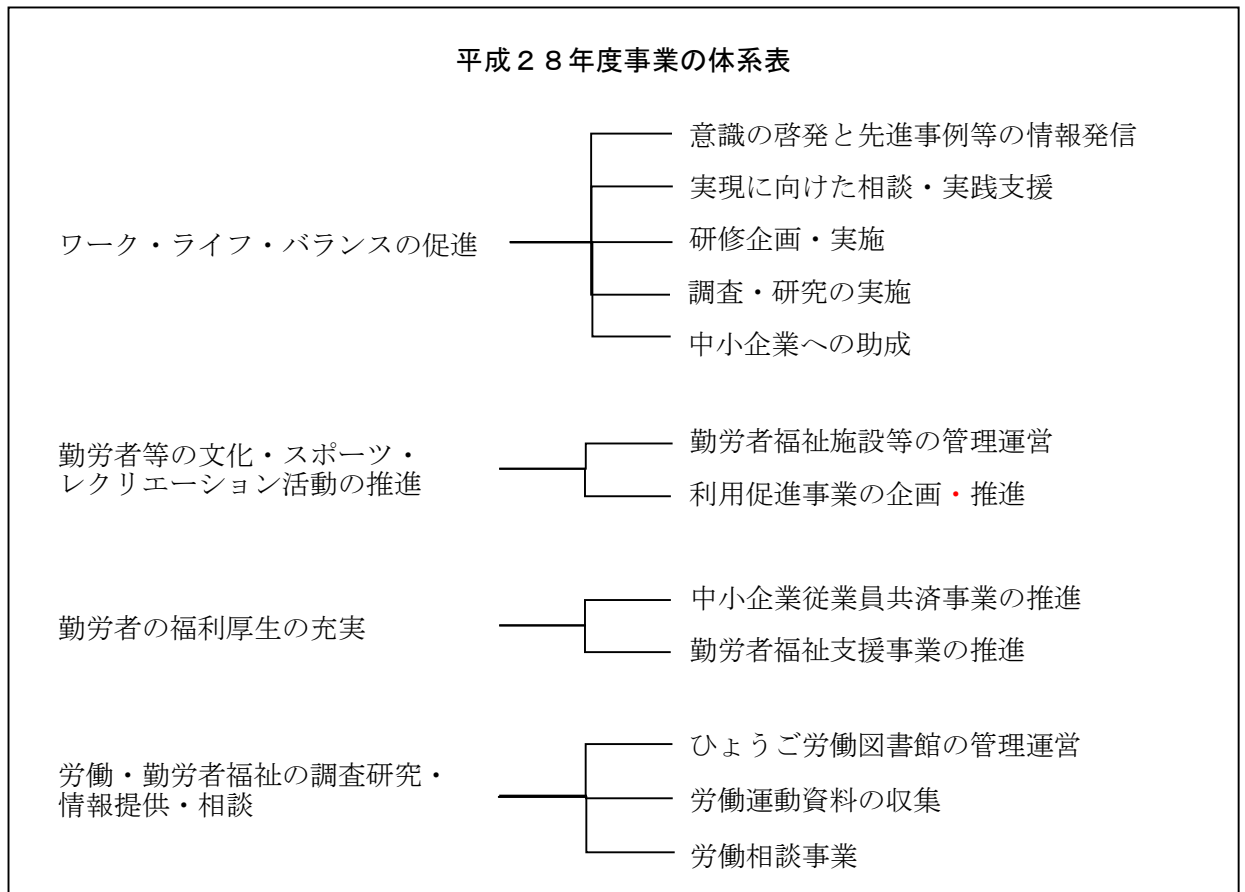 平成２８年度事業の体系表
意識の啓発と先進事例等の情報発信
実現に向けた相談・実践支援
ワーク・ライフ・バランスの促進
研修企画・実施
調査・研究の実施
中小企業への助成
勤労者等の文化・スポーツ・
レクリエーション活動の推進
勤労者福祉施設等の管理運営
利用促進事業の企画・推進
勤労者の福利厚生の充実
中小企業従業員共済事業の推進
勤労者福祉支援事業の推進
労働・勤労者福祉の調査研究・
情報提供・相談
ひょうご労働図書館の管理運営
労働運動資料の収集
労働相談事業